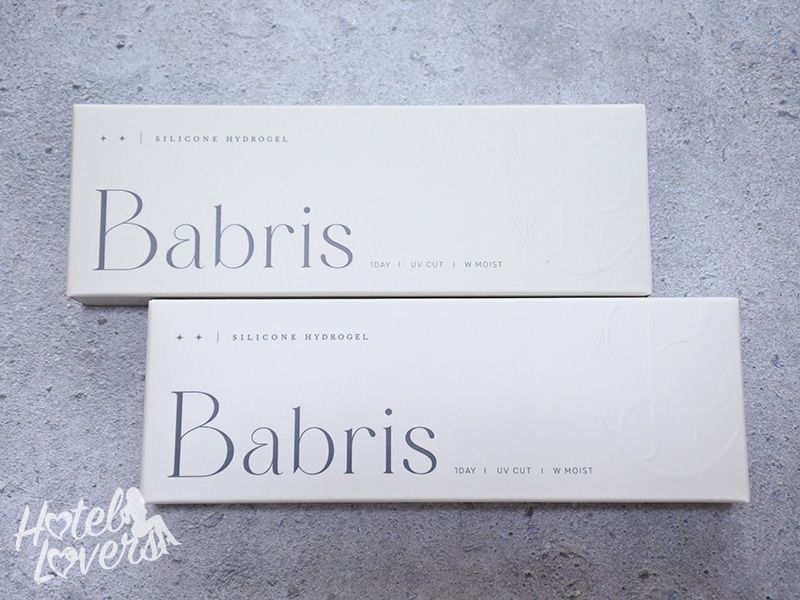 ✦ ✦ | SILICONE HYDROGEL
Babris
1DAY | UV CUT | W MOIST
✦ ✦ | SILICONE HYDROGEL
Babris
1DAY | UV CUT | W MOIST
Hotel
Lovers